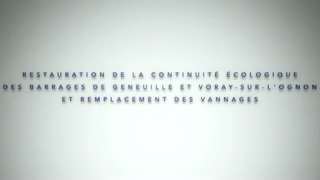 RESTAURATION DE LA CONTINUITÉ ÉCOLOGIQUE
DES BARRAGES DE GENEUILLE ET VORAY-SUR-L'OGNON
ET REMPLACEMENT DES VANNAGES